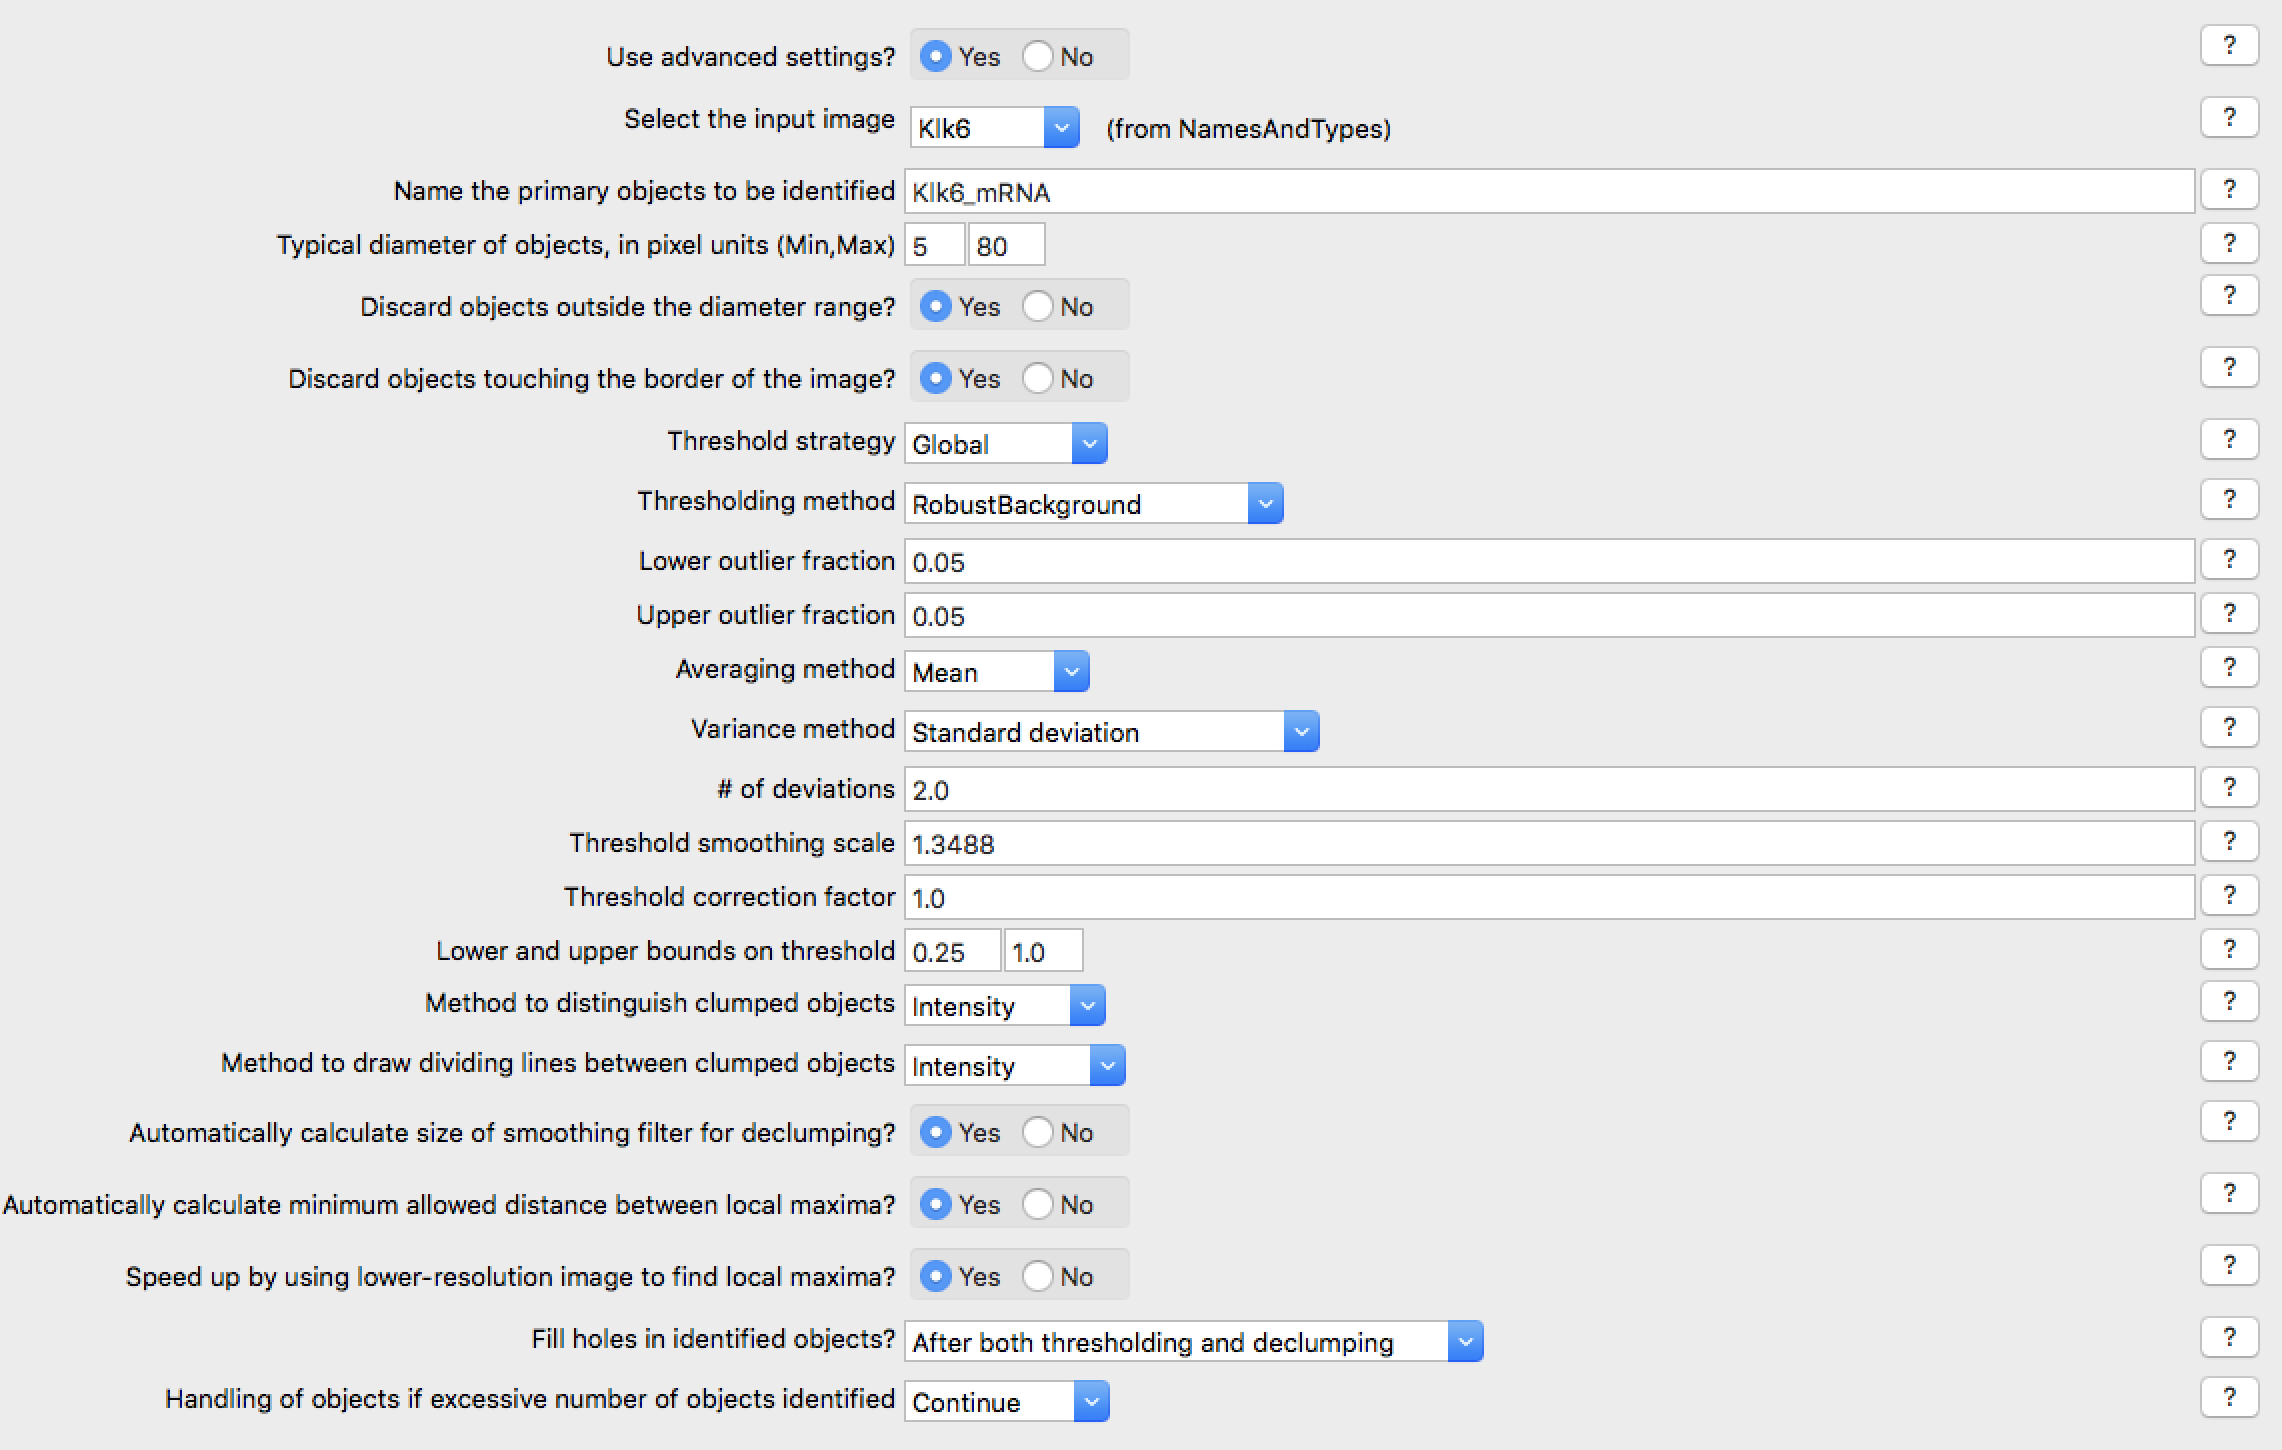 Use advanced settings? Yes No ?
Select the input image Klk6 (from NamesAndTypes) ?
Name the primary objects to be identified Klk6_mRNA ?
Typical diameter of objects, in pixel units (Min,Max) 5 80 ?
Discard objects outside the diameter range? Yes No ?
Discard objects touching the border of the image? Yes No ?
Threshold strategy Global ?
Thresholding method RobustBackground ?
Lower outlier fraction 0.05 ?
Upper outlier fraction 0.05 ?
Averaging method Mean ?
Variance method Standard deviation ?
# of deviations 2.0 ?
Threshold smoothing scale 1.3488 ?
Threshold correction factor 1.0 ?
Lower and upper bounds on threshold 0.25 1.0 ?
Method to distinguish clumped objects Intensity ?
Method to draw dividing lines between clumped objects Intensity ?
Automatically calculate size of smoothing filter for declumping? Yes No ?
Automatically calculate minimum allowed distance between local maxima? Yes No ?
Speed up by using lower-resolution image to find local maxima? Yes No ?
Fill holes in identified objects? After both thresholding and declumping ?
Handling of objects if excessive number of objects identified Continue ?